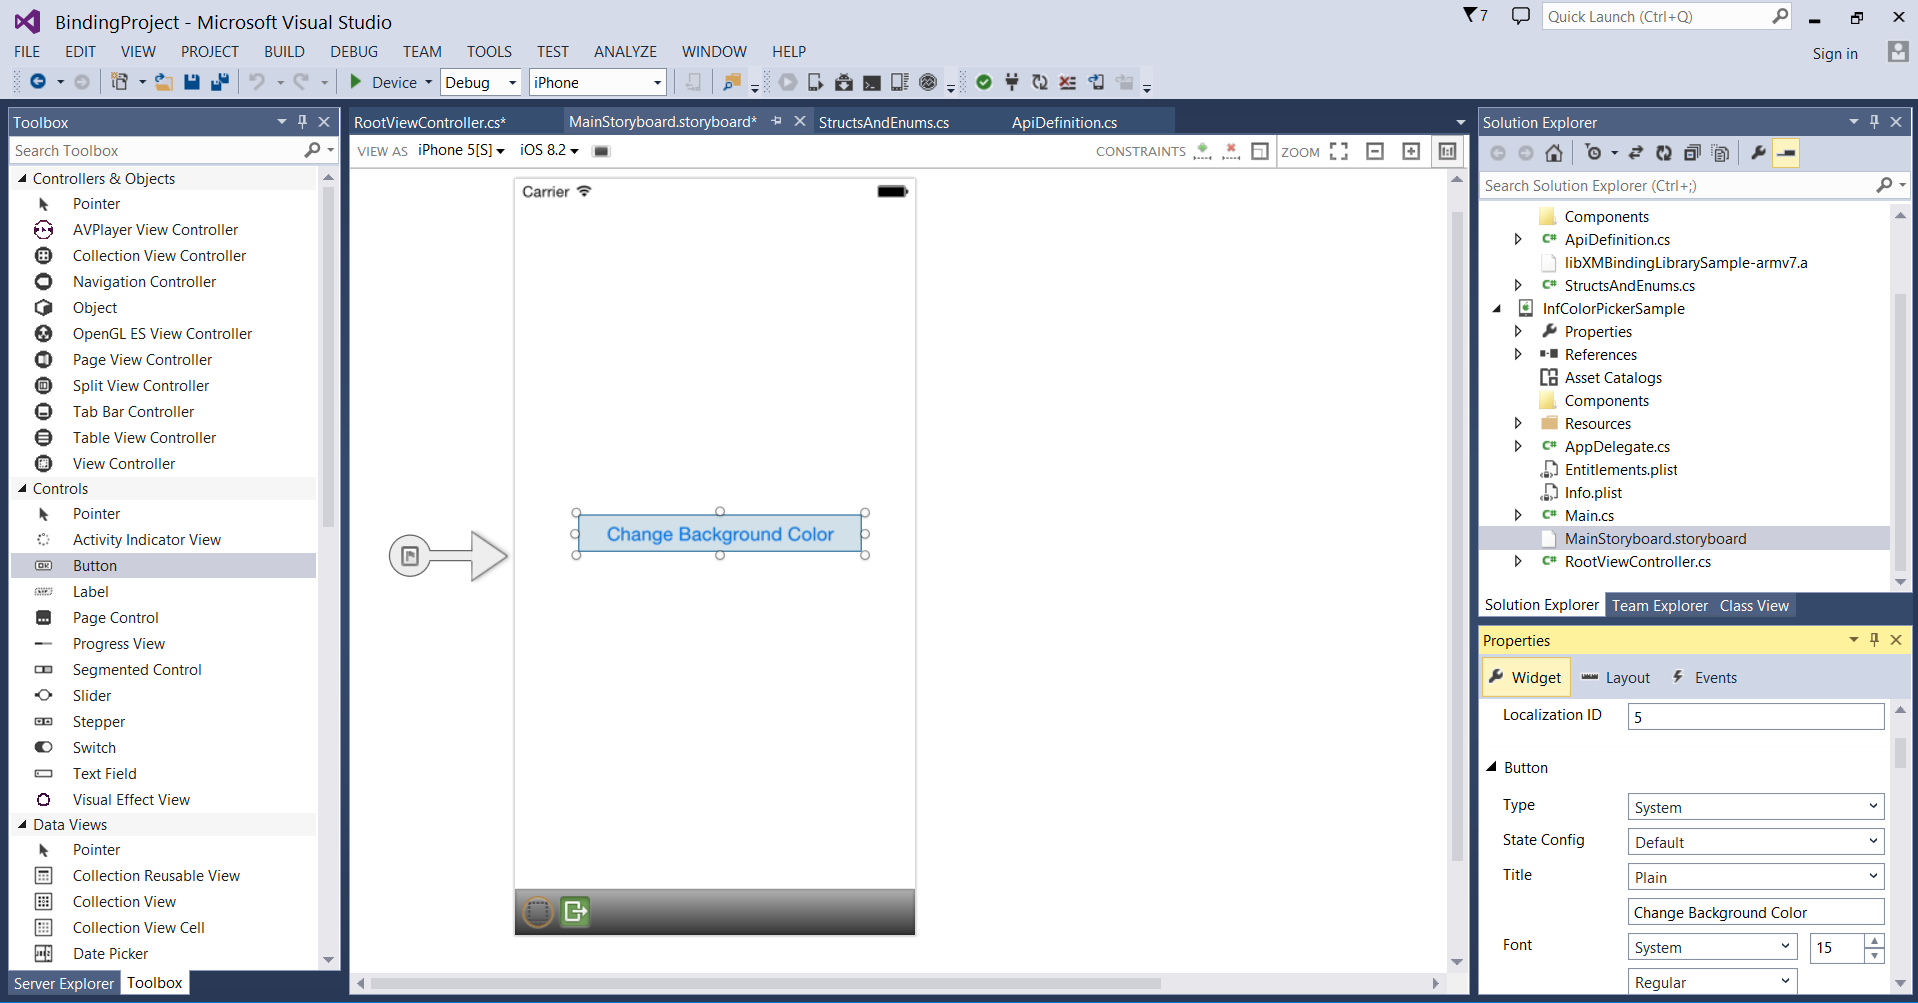 BindingProject - Microsoft Visual Studio
7
Quick Launch (Ctrl+Q)
FILE EDIT VIEW PROJECT BUILD DEBUG TEAM TOOLS TEST ANALYZE WINDOW HELP
Sign in
Device Debug iPhone
Toolbox
Search Toolbox
Controllers & Objects
Pointer
AVPlayer View Controller
Collection View Controller
Navigation Controller
Object
OpenGL ES View Controller
Page View Controller
Split View Controller
Tab Bar Controller
Table View Controller
View Controller
Controls
Pointer
Activity Indicator View
Button
Label
Page Control
Progress View
Segmented Control
Slider
Stepper
Switch
Text Field
Visual Effect View
Data Views
Pointer
Collection Reusable View
Collection View
Collection View Cell
Date Picker
Server Explorer Toolbox
RootViewController.cs* MainStoryboard.storyboard* StructsAndEnums.cs ApiDefinition.cs
VIEW AS iPhone 5[S] iOS 8.2 CONSTRAINTS ZOOM 1:1
Carrier
Change Background Color
Solution Explorer
Search Solution Explorer (Ctrl+;)
Components
C# ApiDefinition.cs
libXMBindingLibrarySample-armv7.a
C# StructsAndEnums.cs
InfColorPickerSample
Properties
References
Asset Catalogs
Components
Resources
C# AppDelegate.cs
Entitlements.plist
Info.plist
C# Main.cs
MainStoryboard.storyboard
C# RootViewController.cs
Solution Explorer Team Explorer Class View
Properties
Widget Layout Events
Localization ID 5
Button
Type System
State Config Default
Title Plain
Change Background Color
Font System 15
Regular